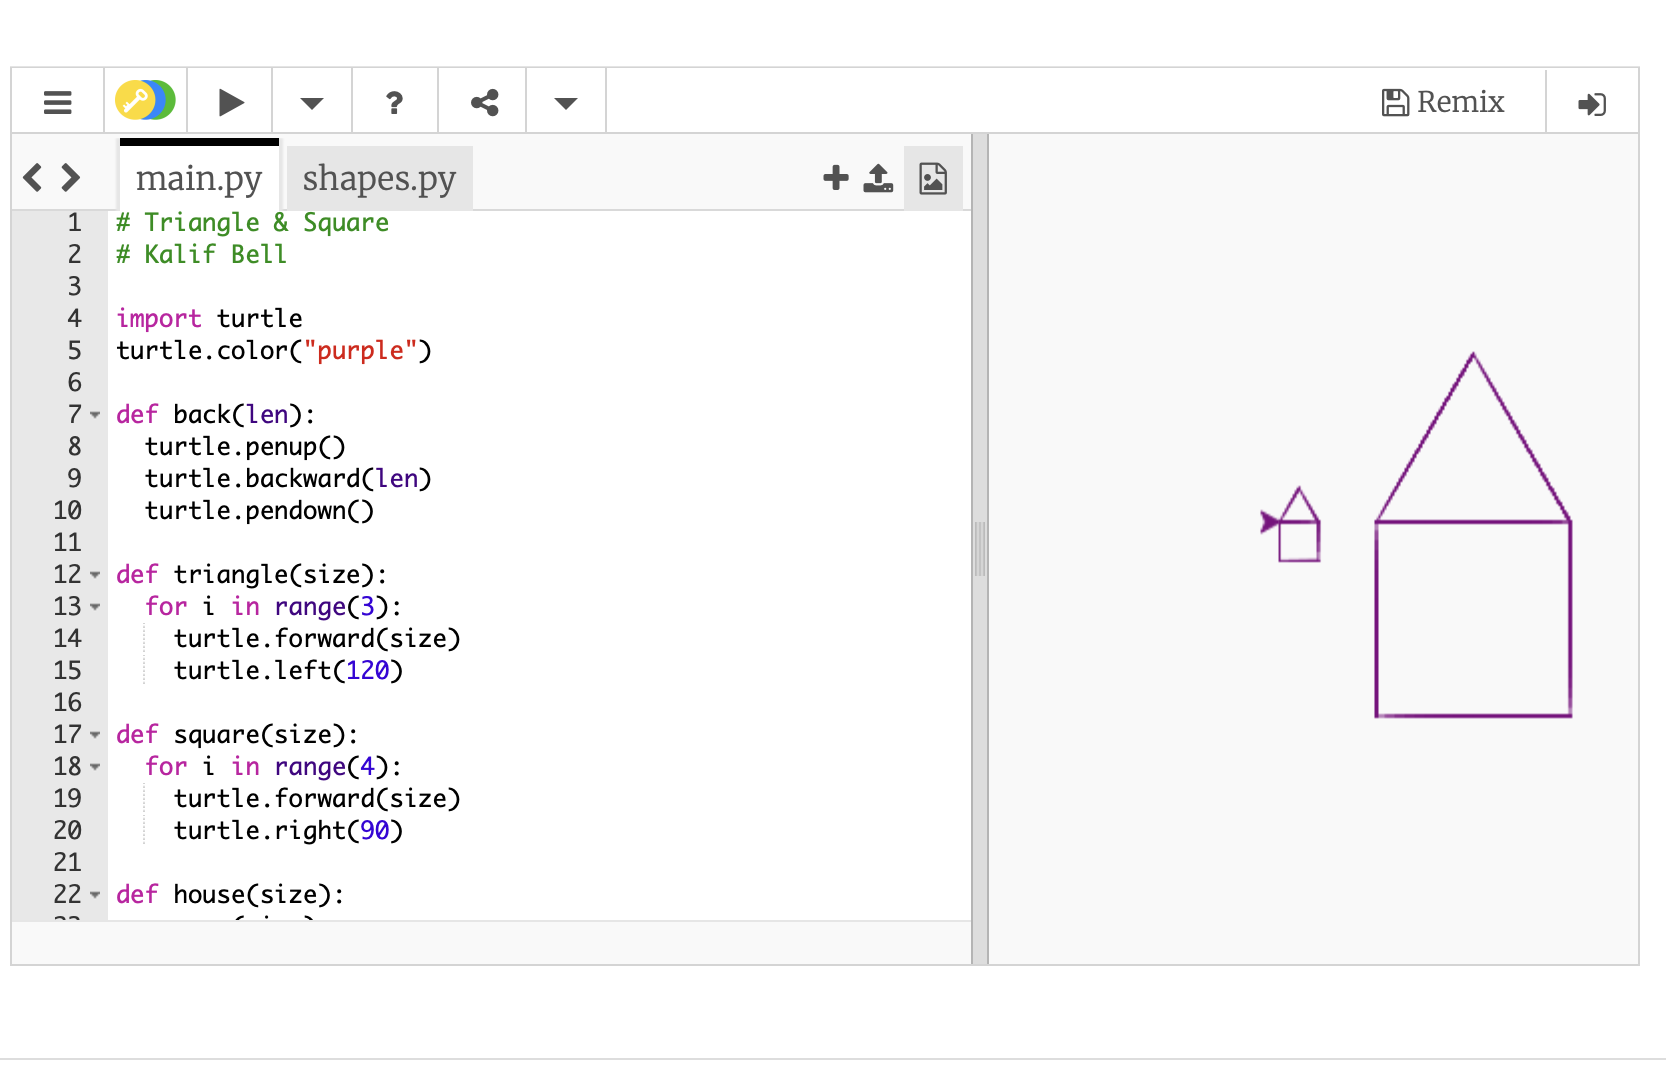 ? Remix
main.py shapes.py
1 # Triangle & Square
2 # Kalif Bell
3
4 import turtle
5 turtle.color("purple")
6
7 def back(len):
8 turtle.penup()
9 turtle.backward(len)
10 turtle.pendown()
11
12 def triangle(size):
13 for i in range(3):
14 turtle.forward(size)
15 turtle.left(120)
16
17 def square(size):
18 for i in range(4):
19 turtle.forward(size)
20 turtle.right(90)
21
22 def house(size):